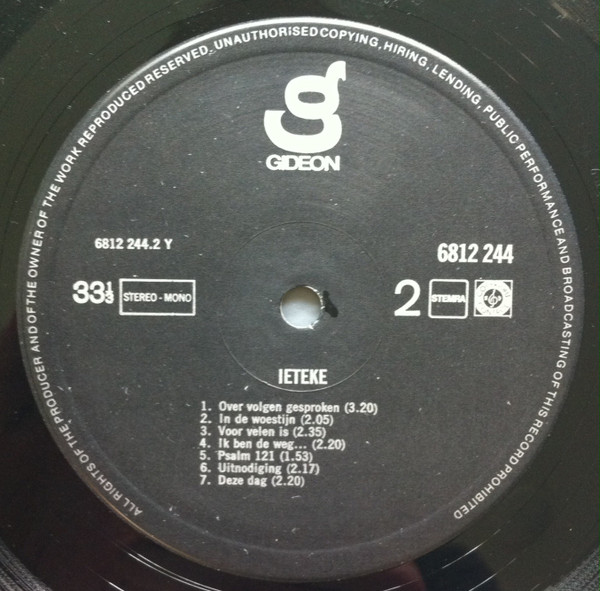 ALL RIGHTS OF THE PRODUCER AND OF THE OWNER OF THE WORK REPRODUCED RESERVED. UNAUTHORISED COPYING, HIRING, LENDING, PUBLIC PERFORMANCE AND BROADCASTING OF THIS RECORD PROHIBITED
g
GIDEON
6812 244.2 Y
6812 244
33 1/3 STEREO - MONO
2 STEMRA
IETEKE
1. Over volgen gesproken (3.20)
2. In de woestijn (2.05)
3. Voor velen is (2.35)
4. Ik ben de weg... (2.20)
5. Psalm 121 (1.53)
6. Uitnodiging (2.17)
7. Deze dag (2.20)